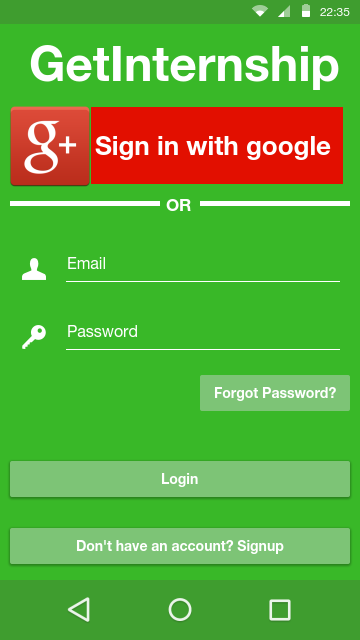 22:35
GetInternship
g+ Sign in with google
OR
Email
Password
Forgot Password?
Login
Don't have an account? Signup